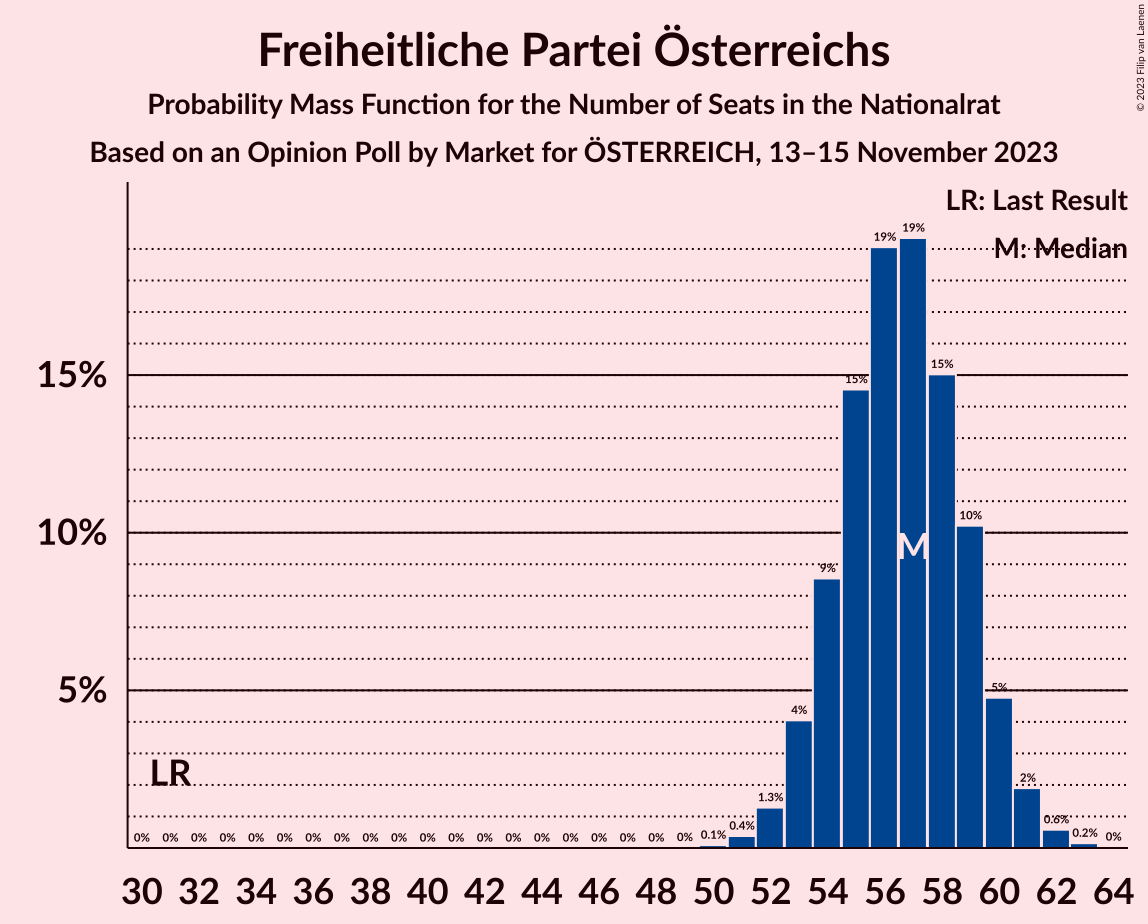 Freiheitliche Partei Österreichs
Probability Mass Function for the Number of Seats in the Nationalrat
Based on an Opinion Poll by Market for ÖSTERREICH, 13–15 November 2023
© 2023 Filip van Laenen
LR: Last Result
M: Median
15%
10%
5%
LR
M
0% 0% 0% 0% 0% 0% 0% 0% 0% 0% 0% 0% 0% 0% 0% 0% 0% 0% 0% 0% 0.1% 0.4% 1.3% 4% 9% 15% 19% 19% 15% 10% 5% 2% 0.6% 0.2% 0%
30 32 34 36 38 40 42 44 46 48 50 52 54 56 58 60 62 64